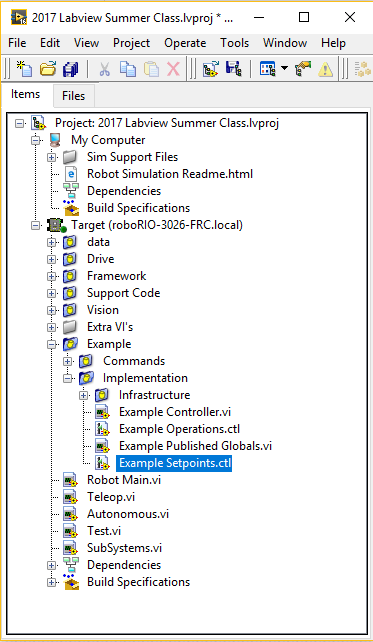 2017 Labview Summer Class.lvproj * ...
File Edit View Project Operate Tools Window Help
Items Files
Project: 2017 Labview Summer Class.lvproj
My Computer
Sim Support Files
Robot Simulation Readme.html
Dependencies
Build Specifications
Target (roboRIO-3026-FRC.local)
data
Drive
Framework
Support Code
Vision
Extra VI's
Example
Commands
Implementation
Infrastructure
Example Controller.vi
Example Operations.ctl
Example Published Globals.vi
Example Setpoints.ctl
Robot Main.vi
Teleop.vi
Autonomous.vi
Test.vi
SubSystems.vi
Dependencies
Build Specifications